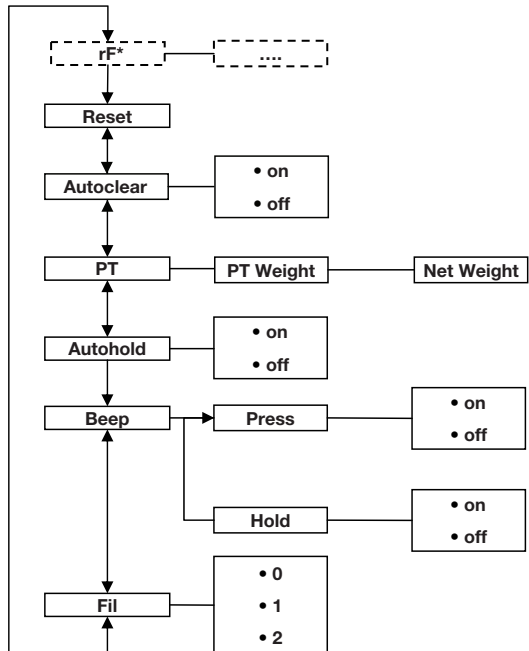 rF*
....
Reset
Autoclear
• on
• off
PT
PT Weight
Net Weight
Autohold
• on
• off
Beep
Press
• on
• off
Hold
• on
• off
Fil
• 0
• 1
• 2